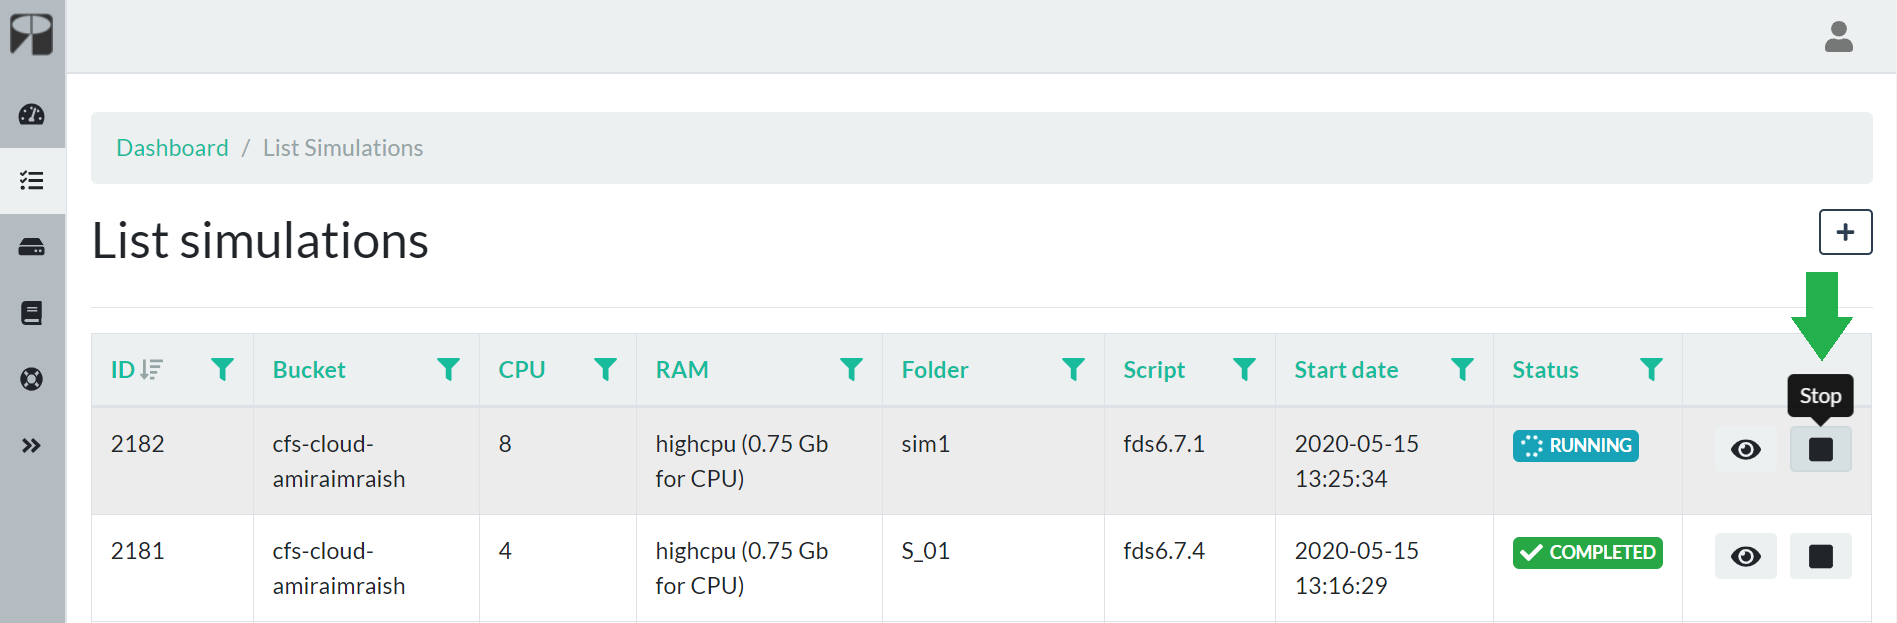 Dashboard / List Simulations
List simulations
ID Bucket CPU RAM Folder Script Start date Status
Stop
2182 cfs-cloud- 8 highcpu (0.75 Gb sim1 fds6.7.1 2020-05-15 RUNNING
amiraimraish for CPU) 13:25:34
2181 cfs-cloud- 4 highcpu (0.75 Gb S_01 fds6.7.4 2020-05-15 COMPLETED
amiraimraish for CPU) 13:16:29